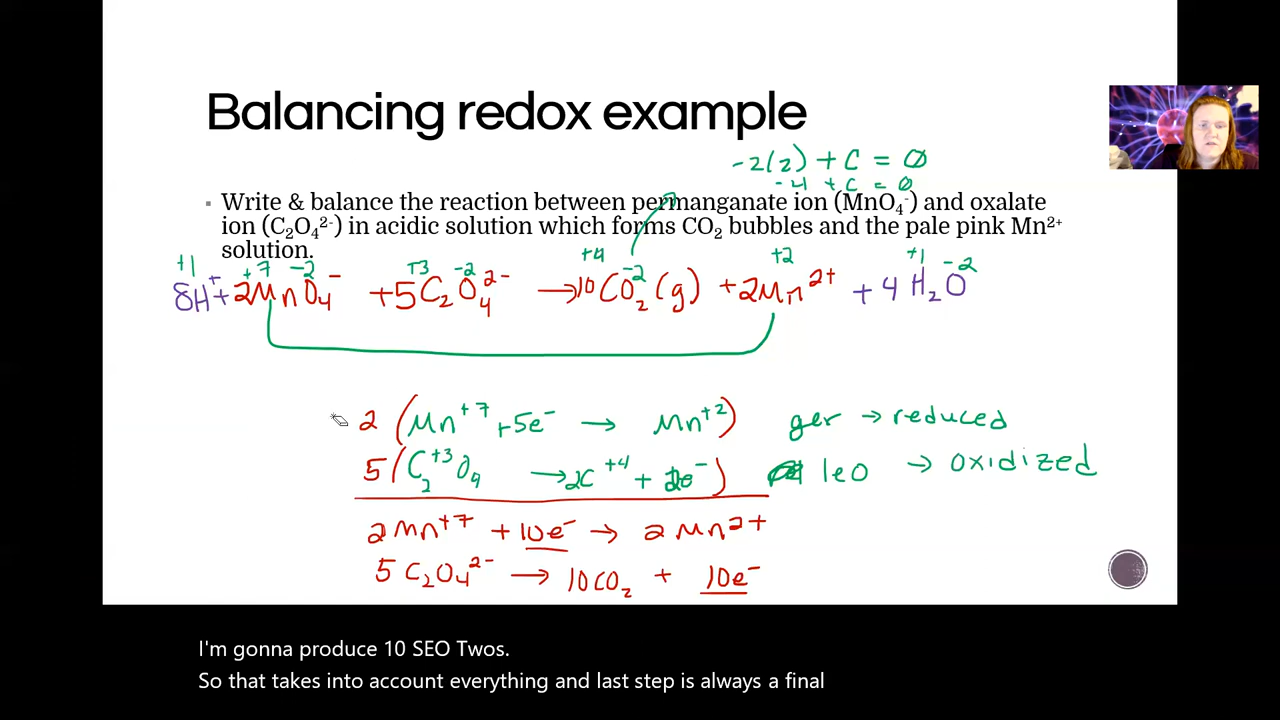 Balancing redox example
-2(2) + C = 0
-4 + C = 0
▪ Write & balance the reaction between permanganate ion (MnO₄⁻) and oxalate
ion (C₂O₄²⁻) in acidic solution which forms CO₂ bubbles and the pale pink Mn²⁺
solution.
+1 +7 -2 +3 -2 +4 -2 +2 +1 -2
8H⁺ + 2MnO₄⁻ + 5C₂O₄²⁻ → 10CO₂(g) + 2Mn²⁺ + 4H₂O
2 (Mn⁺⁷ + 5e⁻ → Mn⁺²) ger → reduced
5 (C₂⁺³O₄ → 2C⁺⁴ + 2e⁻) leo → oxidized
2Mn⁺⁷ + 10e⁻ → 2Mn²⁺
5C₂O₄²⁻ → 10CO₂ + 10e⁻
I'm gonna produce 10 SEO Twos.
So that takes into account everything and last step is always a final